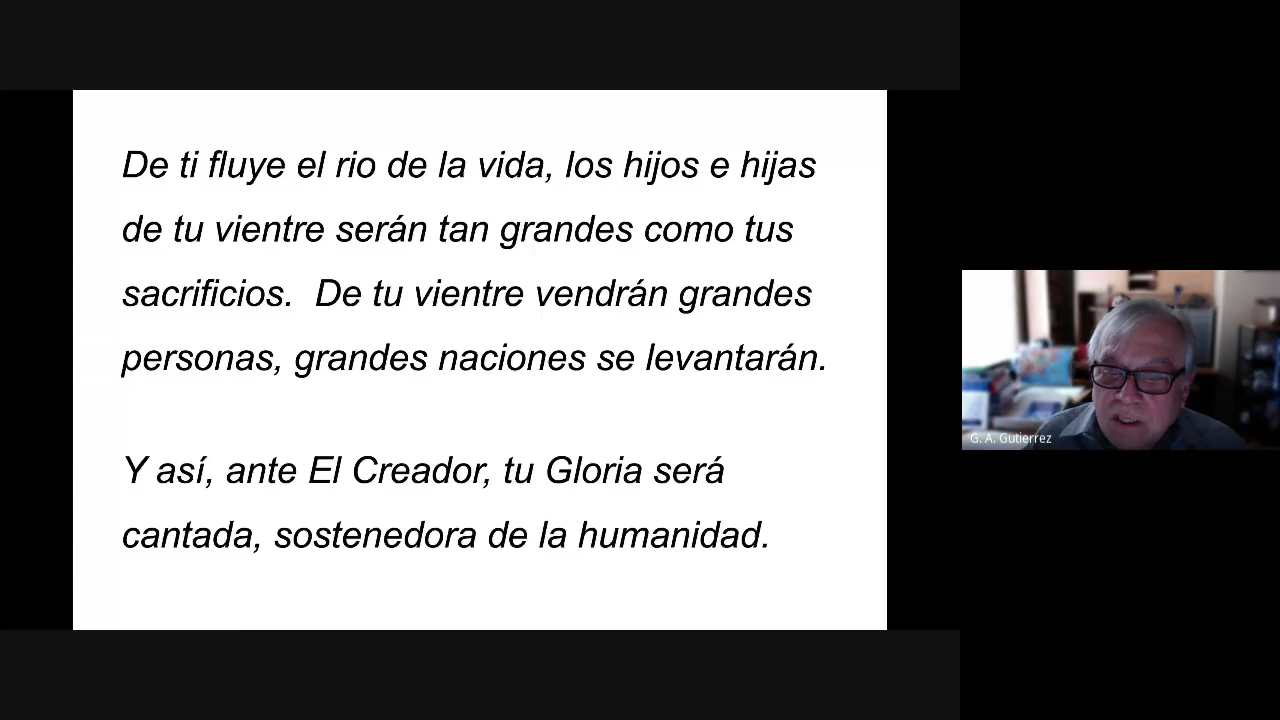 De ti fluye el rio de la vida, los hijos e hijas
de tu vientre serán tan grandes como tus
sacrificios.  De tu vientre vendrán grandes
personas, grandes naciones se levantarán.
Y así, ante El Creador, tu Gloria será
cantada, sostenedora de la humanidad.
G. A. Gutierrez